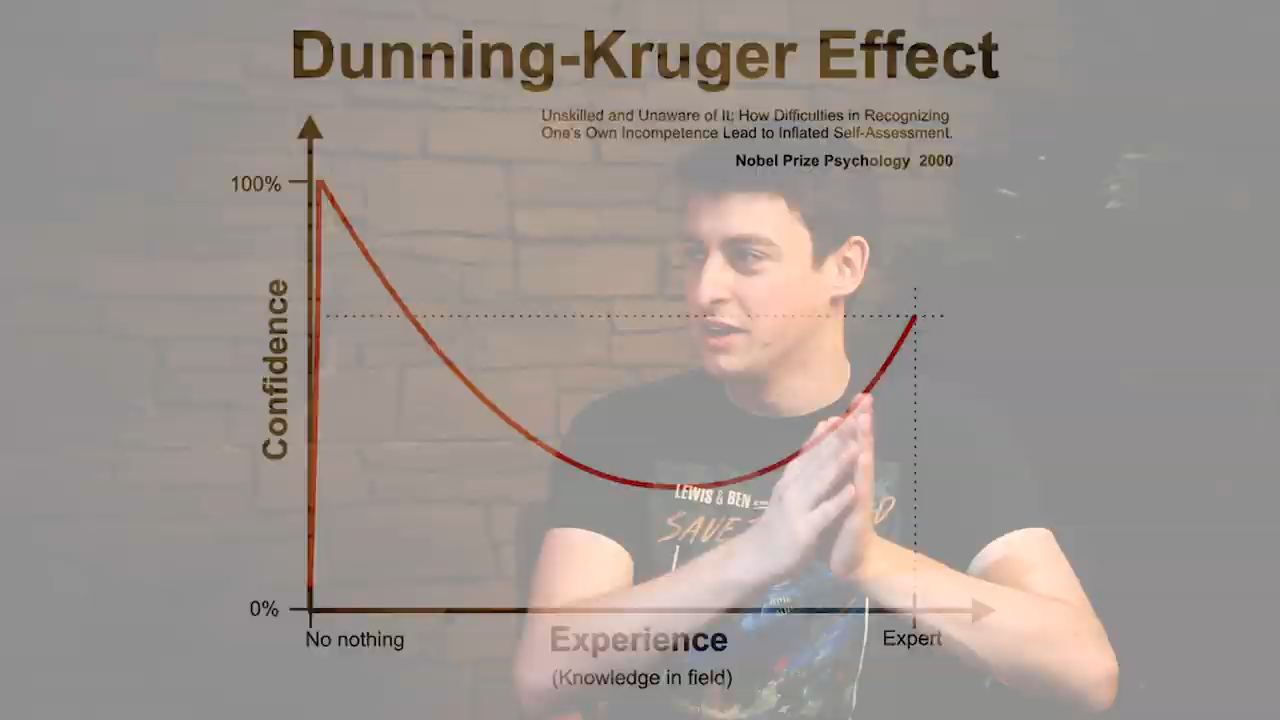 Dunning-Kruger Effect
Unskilled and Unaware of It: How Difficulties in Recognizing
One's Own Incompetence Lead to Inflated Self-Assessment.
Nobel Prize Psychology 2000
100%
Confidence
0%
No nothing
Experience
Expert
(Knowledge in field)
LEWIS & BEN
SAVE